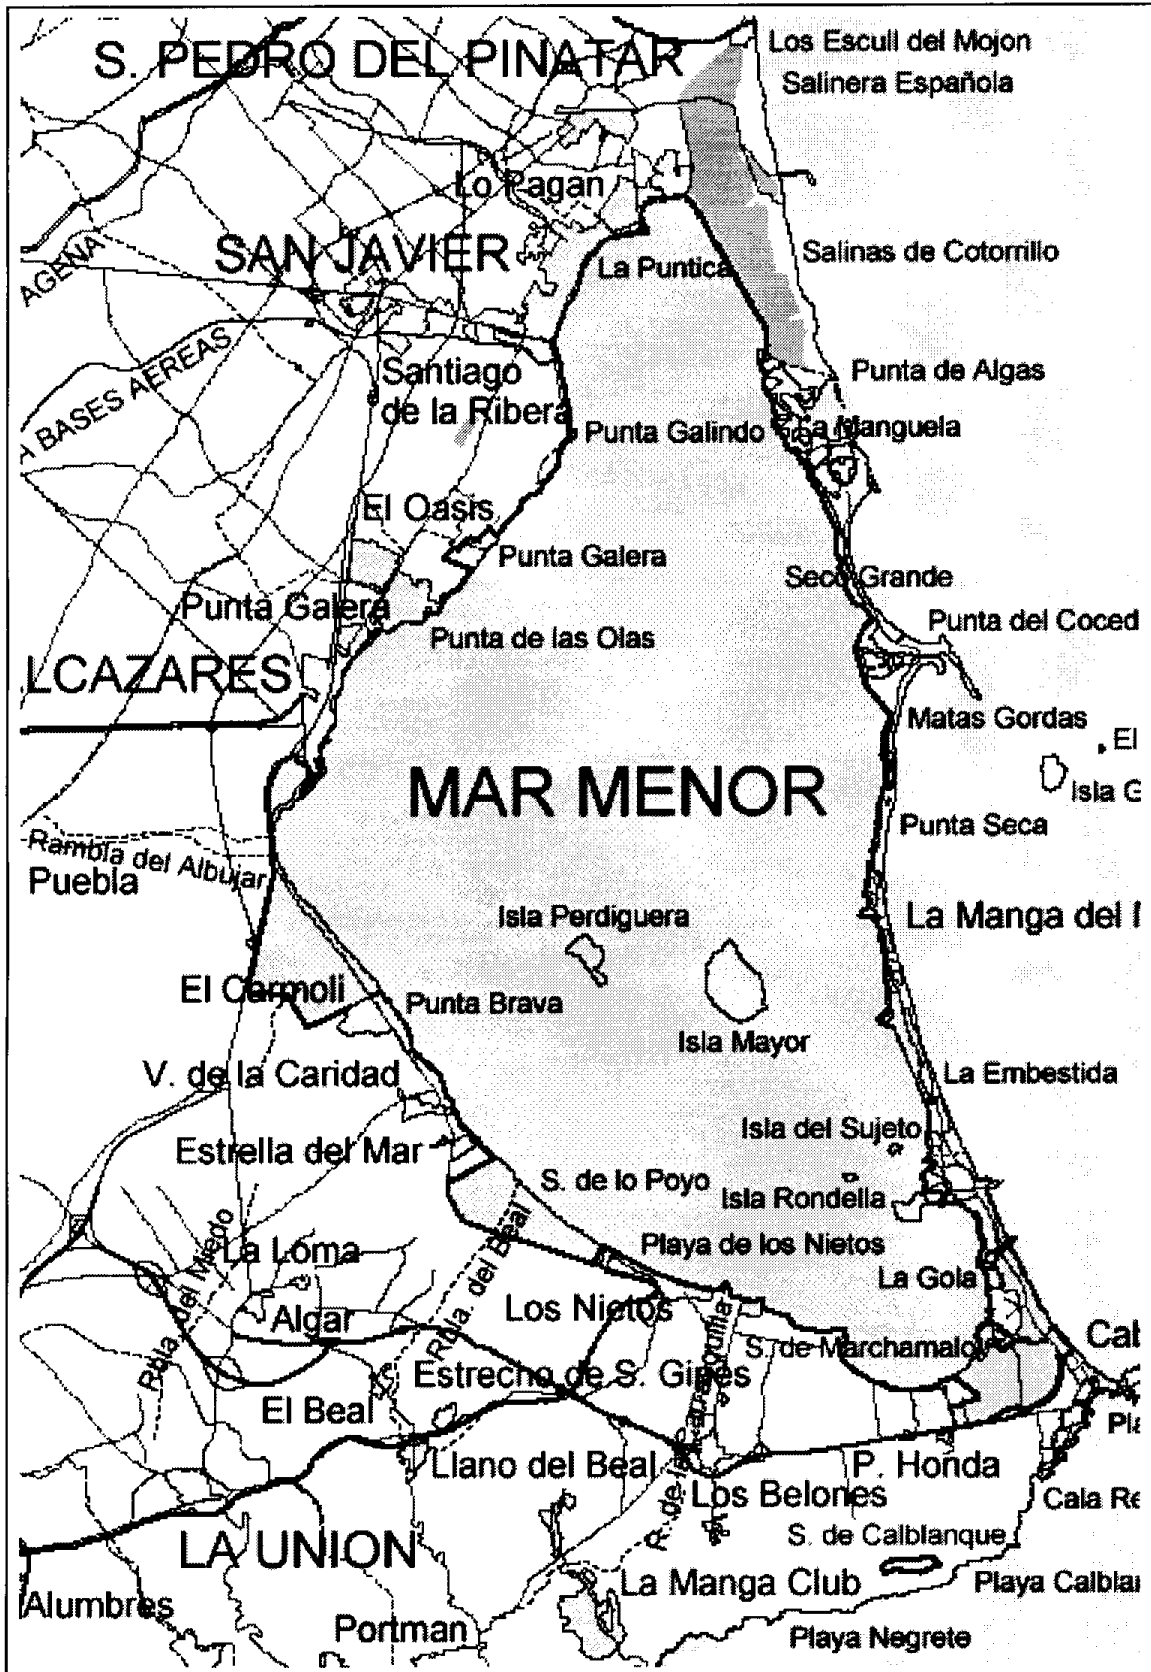 Los Escull del Mojon
S. PEDRO DEL PINATAR
Salinera Española
Lo Pagan
SAN JAVIER
Salinas de Cotorrillo
La Puntica
AGENA
BASES AEREAS
Santiago
de la Ribera
Punta de Algas
Punta Galindo
La Manguela
El Oasis
Punta Galera
Seco Grande
Punta Galera
Punta del Coced
Punta de las Olas
LCAZARES
Matas Gordas
El
MAR MENOR
Isla G
Punta Seca
Rambla del Albujar
Puebla
Isla Perdiguera
La Manga del
El Carmoli
Punta Brava
Isla Mayor
V. de la Caridad
La Embestida
Isla del Sujeto
Estrella del Mar
S. de lo Poyo
Isla Rondella
Rbla. del Miedo
Rbla. del Beal
La Loma
Playa de los Nietos
La Gola
Los Nietos
Algar
S. de Marchamalo
Cab
Estrecho de S. Gines
El Beal
Pla
Llano del Beal
P. Honda
Los Belones
Cala Re
R. de la
LA UNION
S. de Calblanque
La Manga Club
Playa Calblan
Alumbres
Portman
Playa Negrete